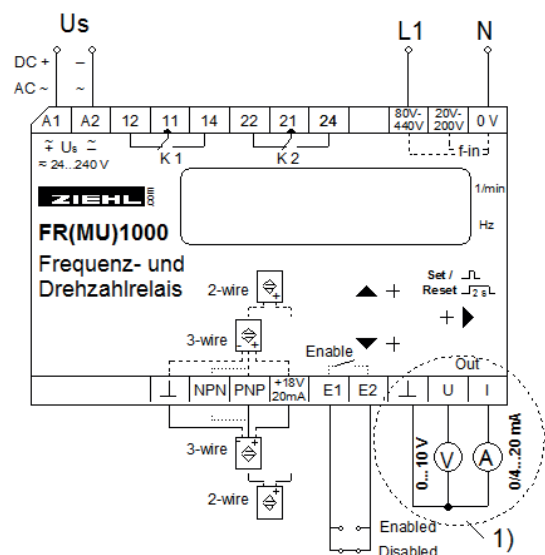 Us
L1 N
DC + –
AC ~ ~
A1 A2 12 11 14 22 21 24 80V-440V 20V-200V 0 V
≂ Us ≂
≈ 24...240 V
K 1 K 2 f-in
ZIEHL .com
1/min
Hz
FR(MU)1000
Frequenz- und
Drehzahlrelais
2-wire
+
Set /
Reset 2 s
+
3-wire
- +
+
Enable
Out
⊥ NPN PNP +18V 20mA E1 E2 ⊥ U I
3-wire
- +
0...10 V
V
A
0/4...20 mA
2-wire
+
Enabled
Disabled
1)